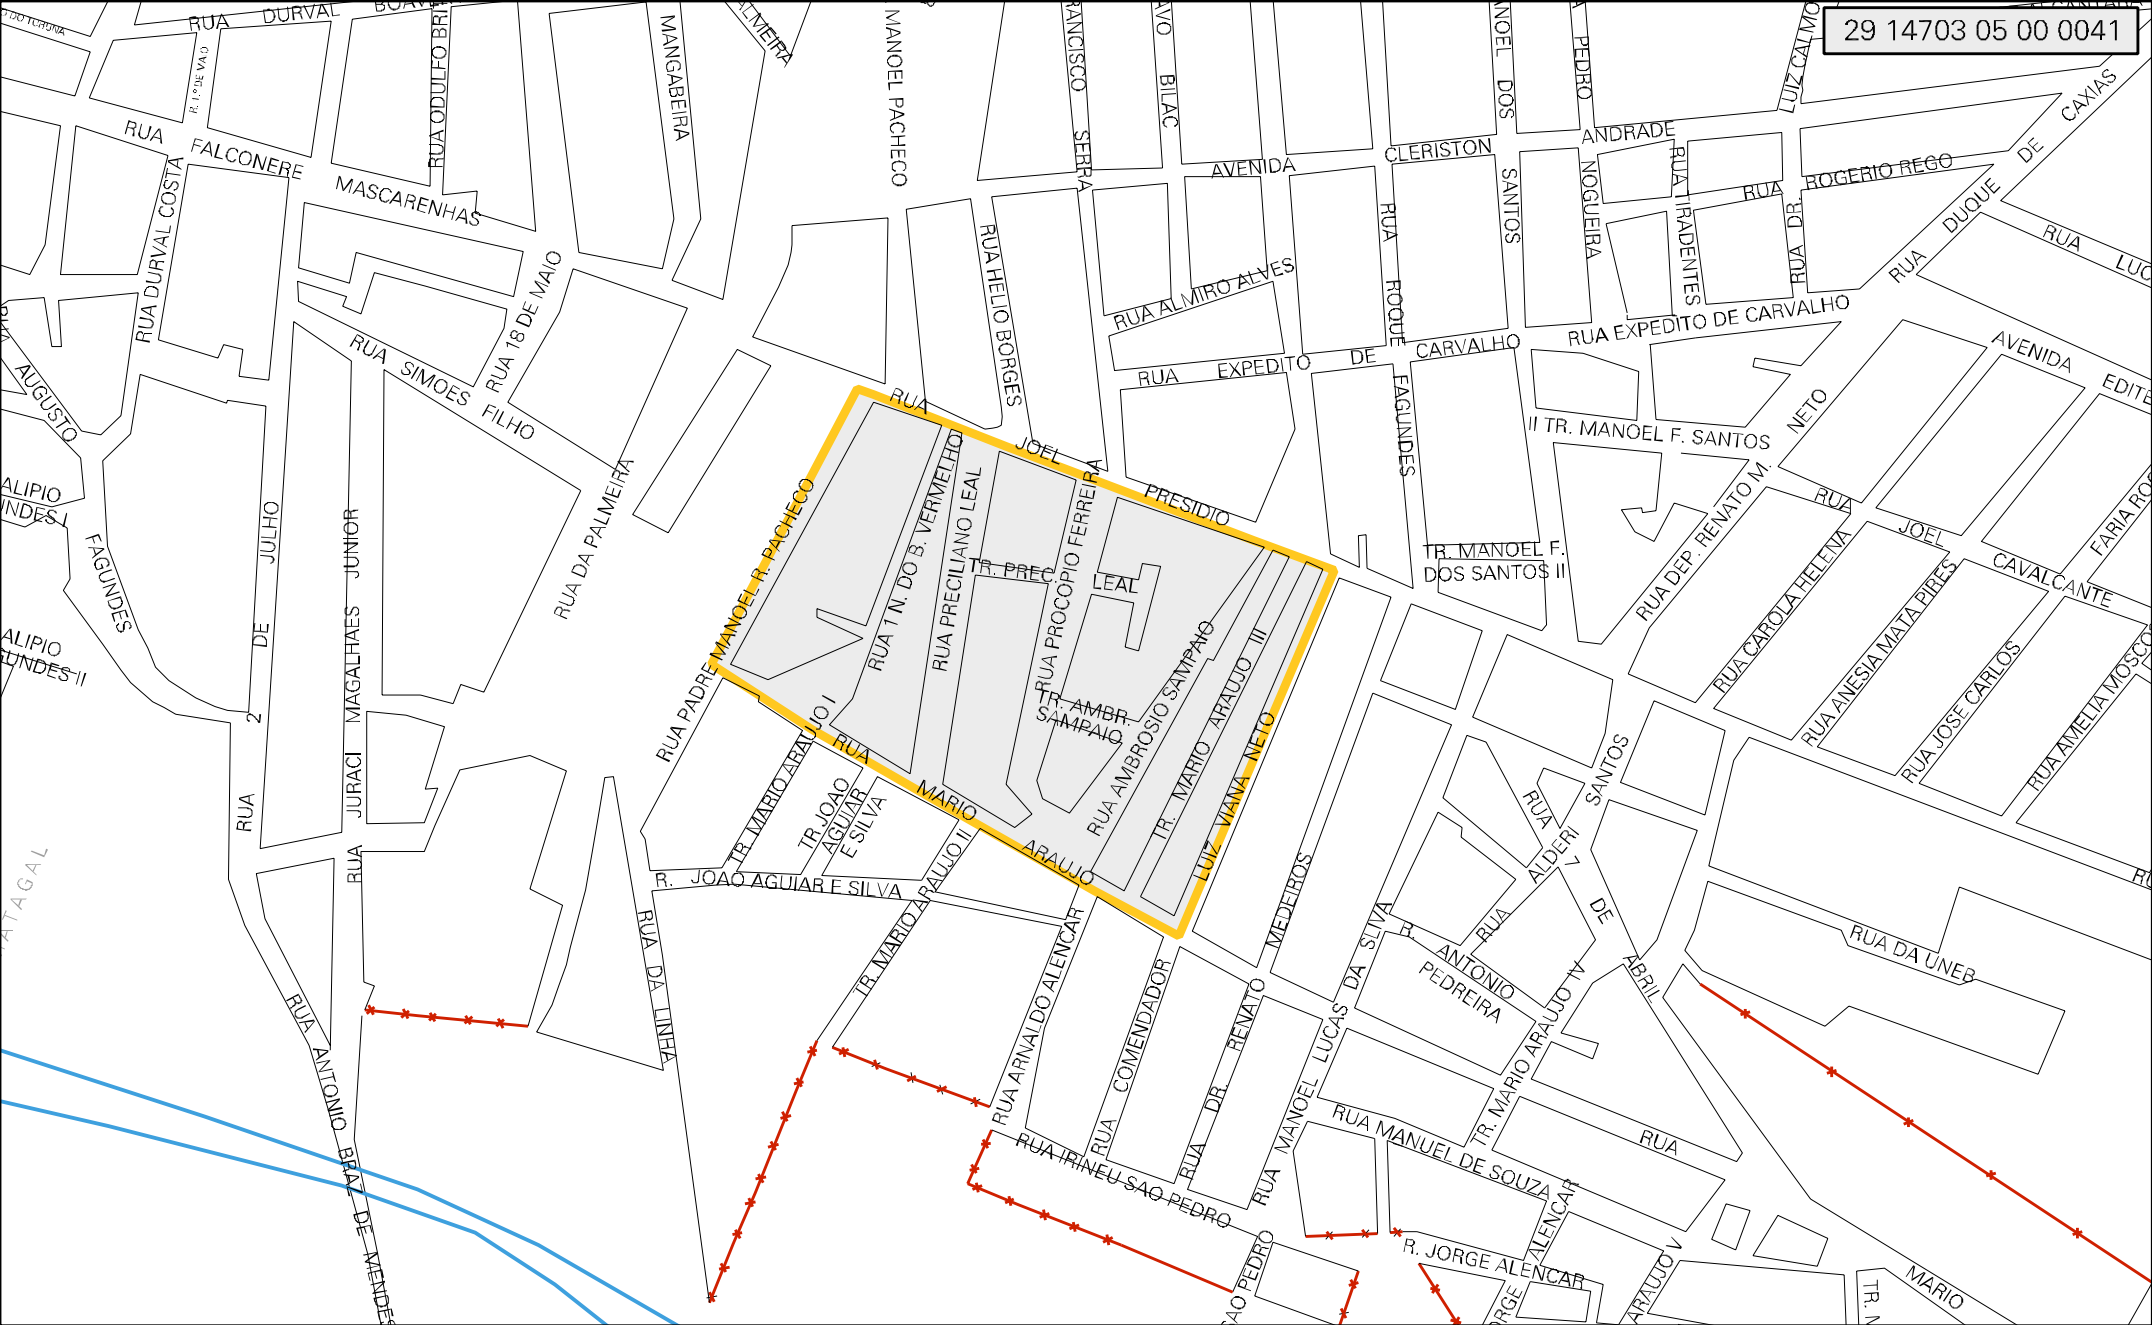 29 14703 05 00 0041
RUA DURVAL
R. 1.º DE VAIO
RUA ODULFO
MANGABEIRA
MANOEL PACHECO
SERRA
BILAC
DOS
SANTOS
PEDRO
NOGUEIRA
LUIZ
RUA DUQUE DE CAXIAS
AVENIDA CLERISTON ANDRADE
RUA TIRADENTES
RUA ROGERIO REGO
RUA DR.
RUA FALCONERE MASCARENHAS
RUA DURVAL COSTA
RUA 18 DE MAIO
RUA HELIO BORGES
RUA ALMIRO ALVES
RUA ROQUE FAGUNDES
RUA EXPEDITO DE CARVALHO
RUA EXPEDITO DE CARVALHO
RUA
AVENIDA
AUGUSTO
FAGUNDES
RUA SIMOES FILHO
II TR. MANOEL F. SANTOS
RUA DEP. RENATO M. NETO
RUA JOEL PRESIDIO
RUA PADRE MANOEL R. PACHECO
RUA 1 N. DO B. VERMELHO
RUA PRECILIANO LEAL
RUA PROCOPIO FERREIRA
TR. PREC. LEAL
TR. MANOEL F.
DOS SANTOS II
RUA JOEL CAVALCANTE
RUA CAROLA HELENA
RUA ANESIA MATA PIRES
RUA JOSE CARLOS
ALIPIO
ALIPIO
RUA 2 DE JULHO
RUA JURACI MAGALHAES JUNIOR
RUA DA PALMEIRA
TR. AMBR.
SAMPAIO
RUA AMBROSIO SAMPAIO
TR. MARIO ARAUJO III
LUIZ VIANA NETO
RUA MARIO ARAUJO
TR. MARIO ARAUJO I
TR. JOAO
AGUIAR
E SILVA
TR. MARIO ARAUJO II
R. JOAO AGUIAR E SILVA
RUA ARNALDO ALENCAR
RUA COMENDADOR
RUA DR. RENATO MEDEIROS
RUA MANOEL LUCAS DA SLIVA
R. ANTONIO
PEDREIRA
RUA ALDERI SANTOS
RUA 7 DE ABRIL
TR. MARIO ARAUJO IV
RUA DA UNEB
RUA DA LINHA
RUA ANTONIO BRAZ DE MENDES
RUA IRINEU SAO PEDRO
RUA MANUEL DE SOUZA
RUA
R. JORGE ALENCAR
ALENCAR
SAO PEDRO
ARAUJO V
MARIO